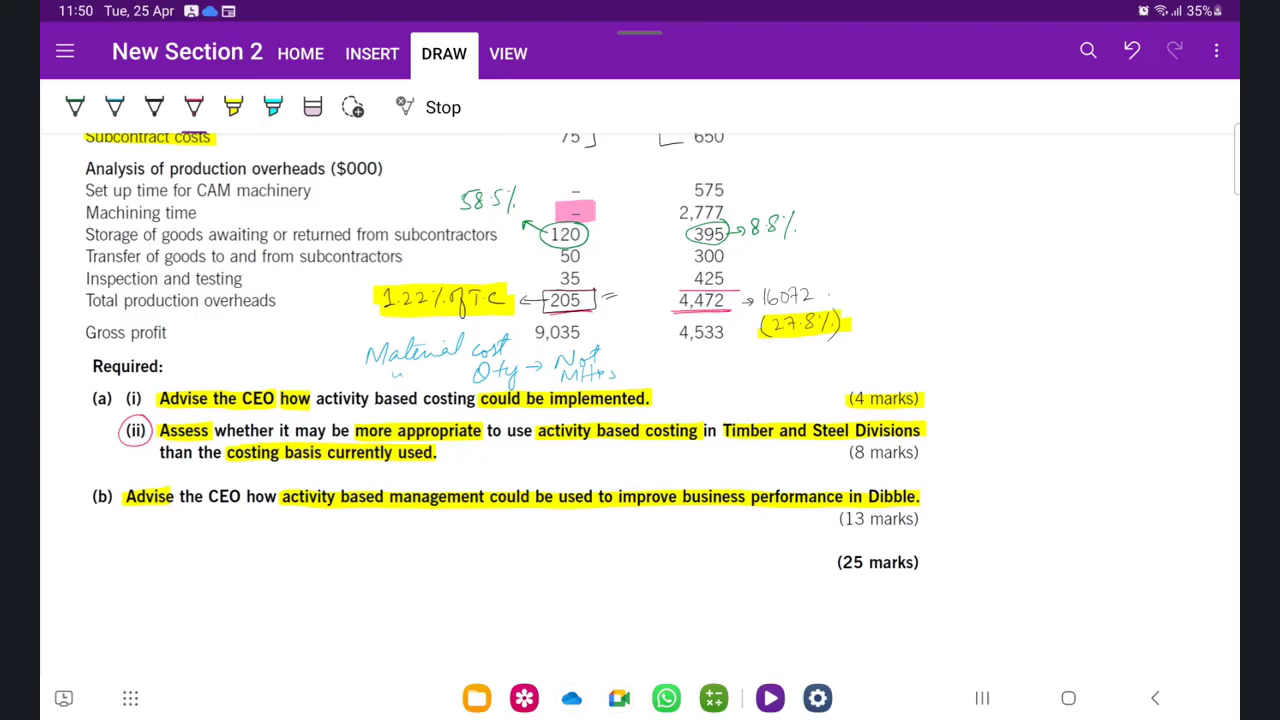 11:50 Tue, 25 Apr 35%
New Section 2 HOME INSERT DRAW VIEW
Stop
Subcontract costs 75 650
Analysis of production overheads ($000)
Set up time for CAM machinery – 575
58.5%
Machining time – 2,777
Storage of goods awaiting or returned from subcontractors 120 395 → 8.8%
Transfer of goods to and from subcontractors 50 300
Inspection and testing 35 425
Total production overheads 1.22% of T.C ← 205 = 4,472 → 16072
(27.8%)
Gross profit 9,035 4,533
Material cost
Qty → Not
MHrs
Required:
(a) (i) Advise the CEO how activity based costing could be implemented. (4 marks)
(ii) Assess whether it may be more appropriate to use activity based costing in Timber and Steel Divisions
than the costing basis currently used. (8 marks)
(b) Advise the CEO how activity based management could be used to improve business performance in Dibble.
(13 marks)
(25 marks)